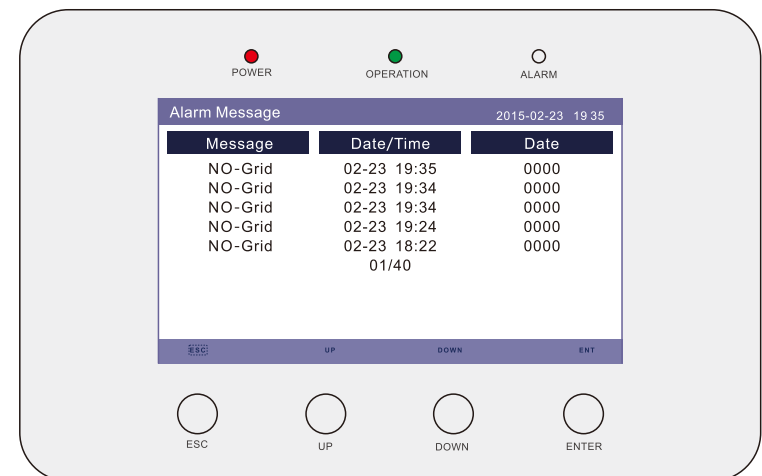 POWER OPERATION ALARM
Alarm Message 2015-02-23 19 35
Message Date/Time Date
NO-Grid 02-23 19:35 0000
NO-Grid 02-23 19:34 0000
NO-Grid 02-23 19:34 0000
NO-Grid 02-23 19:24 0000
NO-Grid 02-23 18:22 0000
01/40
ESC UP DOWN ENT
ESC UP DOWN ENTER